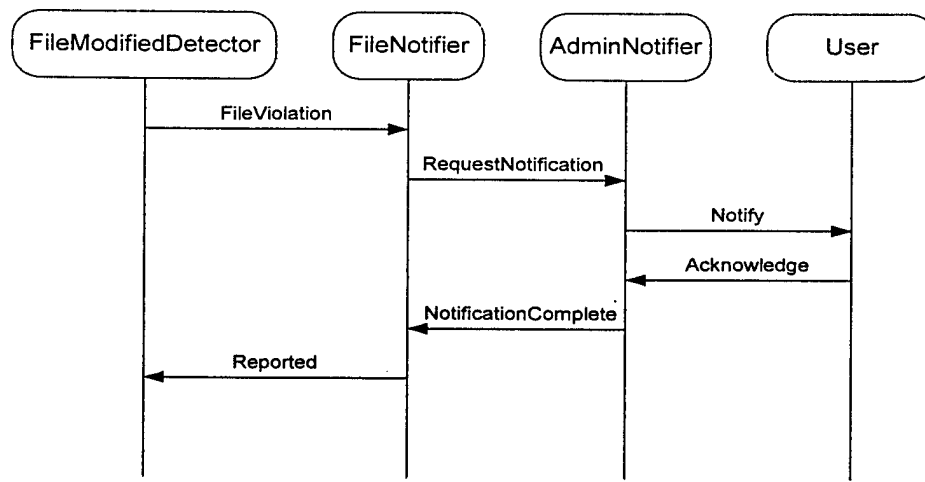 FileModifiedDetector
FileNotifier
AdminNotifier
User
FileViolation
RequestNotification
Notify
Acknowledge
NotificationComplete
Reported